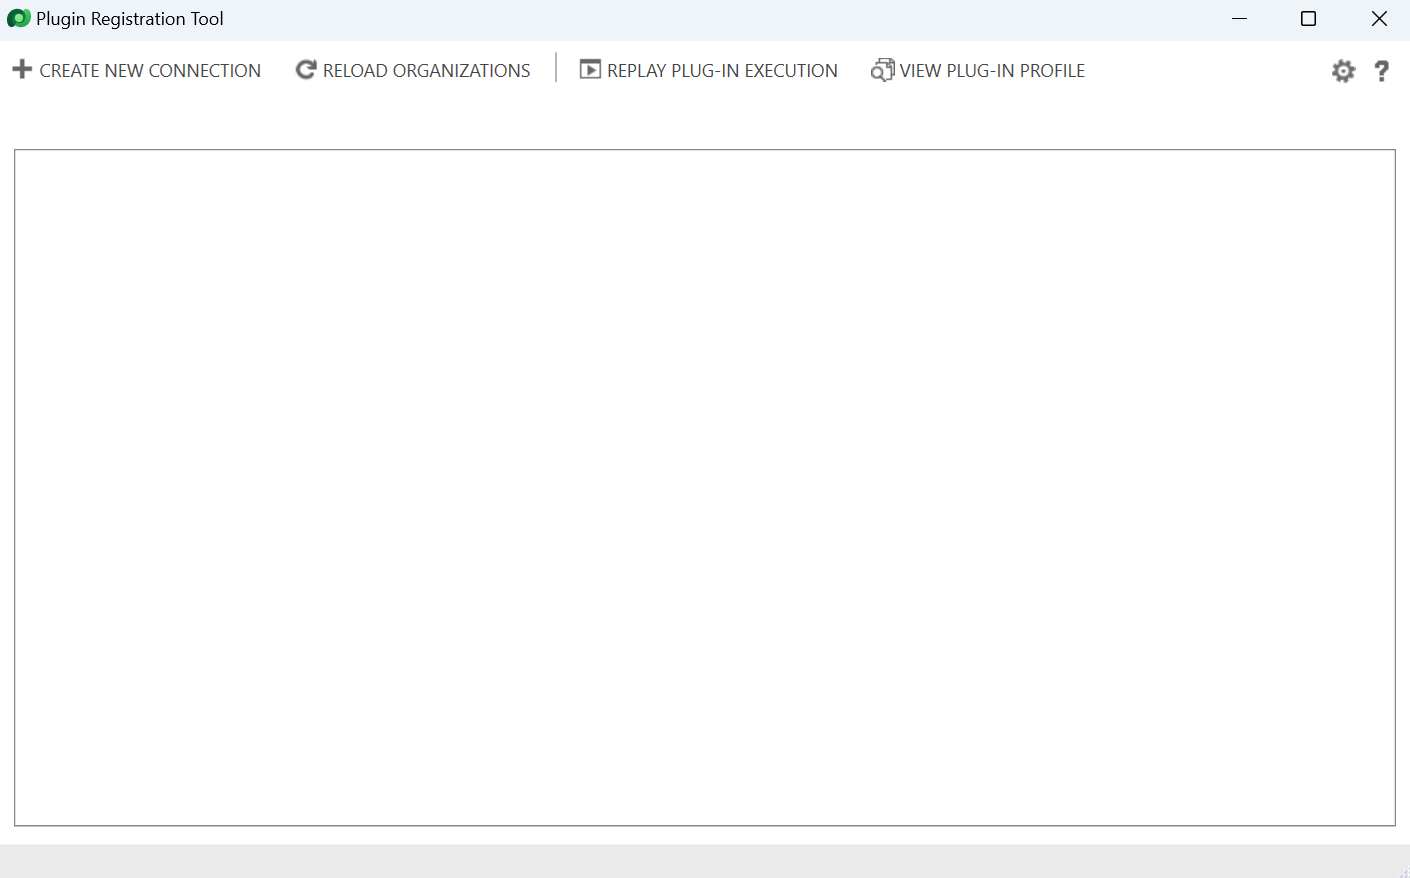 Plugin Registration Tool
CREATE NEW CONNECTION RELOAD ORGANIZATIONS REPLAY PLUG-IN EXECUTION VIEW PLUG-IN PROFILE ?